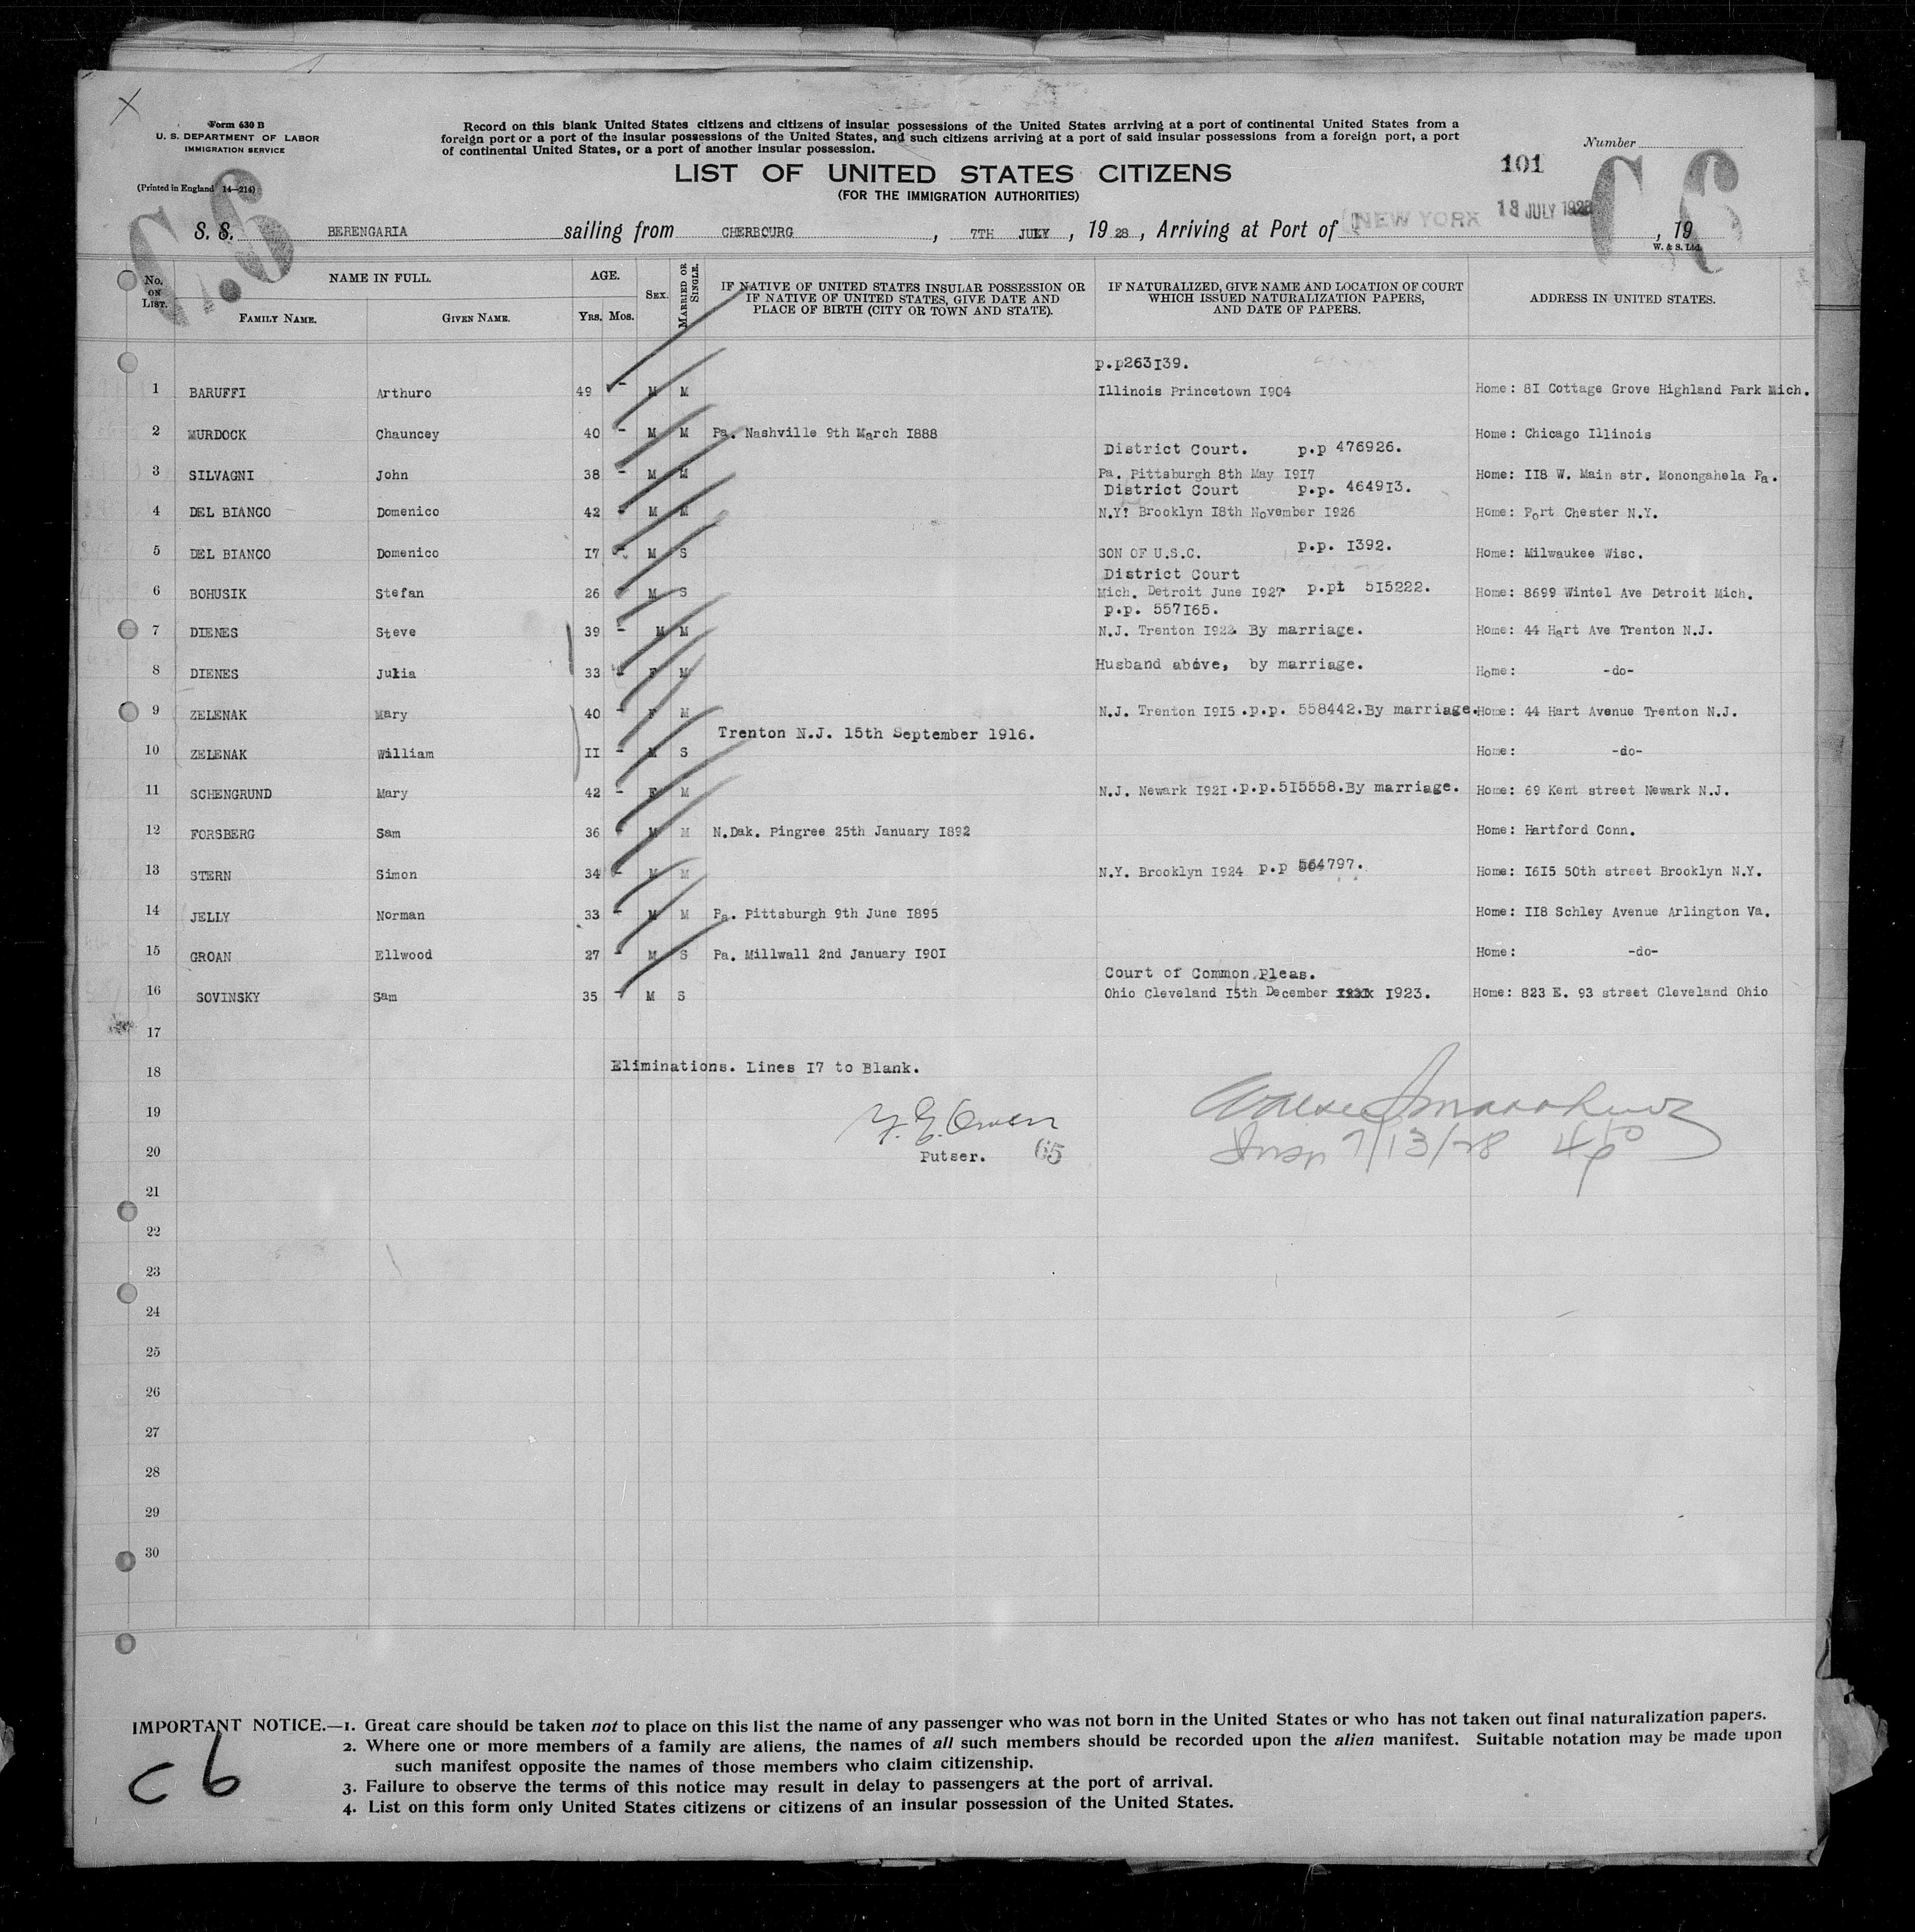 Form 630 B
U. S. DEPARTMENT OF LABOR
IMMIGRATION SERVICE
(Printed in England 14—214)
Record on this blank United States citizens and citizens of insular possessions of the United States arriving at a port of continental United States from a
foreign port or a port of the insular possessions of the United States, and such citizens arriving at a port of said insular possessions from a foreign port, a port
of continental United States, or a port of another insular possession.
Number
101
LIST OF UNITED STATES CITIZENS
(FOR THE IMMIGRATION AUTHORITIES)
S. S. BERENGARIA sailing from CHERBOURG, 7TH JULY, 1928, Arriving at Port of NEW YORK 13 JULY 1928, 19
W. & S. Ltd.
No. ON LIST. NAME IN FULL. FAMILY NAME. GIVEN NAME. AGE. Yrs. Mos. SEX. MARRIED OR SINGLE. IF NATIVE OF UNITED STATES INSULAR POSSESSION OR IF NATIVE OF UNITED STATES, GIVE DATE AND PLACE OF BIRTH (CITY OR TOWN AND STATE). IF NATURALIZED, GIVE NAME AND LOCATION OF COURT WHICH ISSUED NATURALIZATION PAPERS, AND DATE OF PAPERS. ADDRESS IN UNITED STATES.
p.p263139.
1 BARUFFI Arthuro 49 - M M Illinois Princetown 1904 Home: 81 Cottage Grove Highland Park Mich.
2 MURDOCK Chauncey 40 - M M Pa. Nashville 9th March 1888 Home: Chicago Illinois
District Court. p.p 476926.
3 SILVAGNI John 38 - M M Pa. Pittsburgh 8th May 1917 Home: 118 W. Main str. Monongahela Pa.
District Court p.p. 464913.
4 DEL BIANCO Domenico 42 - M M N.Y. Brooklyn 18th November 1926 Home: Port Chester N.Y.
5 DEL BIANCO Domenico 17 - M S SON OF U.S.C. p.p. 1392. Home: Milwaukee Wisc.
District Court
6 BOHUSIK Stefan 26 - M S Mich. Detroit June 1927 p.pt 515222. Home: 8699 Wintel Ave Detroit Mich.
p.p. 557165.
7 DIENES Steve 39 - M M N.J. Trenton 1922. By marriage. Home: 44 Hart Ave Trenton N.J.
8 DIENES Julia 33 - F M Husband above, by marriage. Home: -do-
9 ZELENAK Mary 40 - F M N.J. Trenton 1915.p.p. 558442.By marriage. Home: 44 Hart Avenue Trenton N.J.
Trenton N.J. 15th September 1916.
10 ZELENAK William 11 - M S Home: -do-
11 SCHENGRUND Mary 42 - F M N.J. Newark 1921.p.p.515558.By marriage. Home: 69 Kent street Newark N.J.
12 FORSBERG Sam 36 - M M N.Dak. Pingree 25th January 1892 Home: Hartford Conn.
13 STERN Simon 34 - M M N.Y. Brooklyn 1924 p.p 564797. Home: 1615 50th street Brooklyn N.Y.
14 JELLY Norman 33 - M M Pa. Pittsburgh 9th June 1895 Home: 118 Schley Avenue Arlington Va.
15 GROAN Ellwood 27 - M S Pa. Millwall 2nd January 1901 Home: -do-
Court of Common Pleas.
16 SOVINSKY Sam 35 - M S Ohio Cleveland 15th December 1923. Home: 823 E. 93 street Cleveland Ohio
17
18 Eliminations. Lines 17 to Blank.
19 Owen
20 Putser. 65 7/13/28
21
22
23
24
25
26
27
28
29
30
IMPORTANT NOTICE.—1. Great care should be taken not to place on this list the name of any passenger who was not born in the United States or who has not taken out final naturalization papers.
2. Where one or more members of a family are aliens, the names of all such members should be recorded upon the alien manifest. Suitable notation may be made upon
such manifest opposite the names of those members who claim citizenship.
3. Failure to observe the terms of this notice may result in delay to passengers at the port of arrival.
4. List on this form only United States citizens or citizens of an insular possession of the United States.
C6